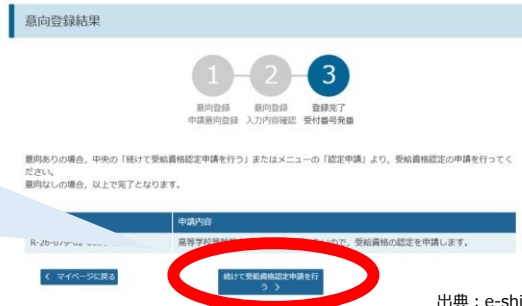 意向登録結果
1 2 3
意向登録 意向登録 登録完了
申請意向登録 入力内容確認 受付番号発番
意向ありの場合，中央の「続けて受給資格認定申請を行う」またはメニューの「認定申請」より，受給資格認定の申請を行ってく
ださい。
意向なしの場合，以上で完了となります。
申請内容
高等学校等 ので，受給資格の認定を申請します。
＜ マイページに戻る
続けて受給資格認定申請を行
う ＞
出典：e-shi